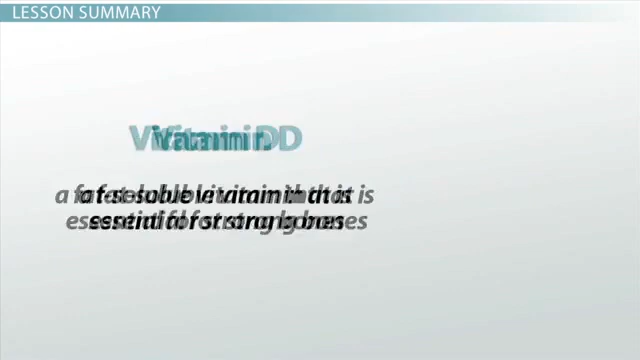 LESSON SUMMARY
Vitamin D
a fat-soluble vitamin that is
essential for strong bones